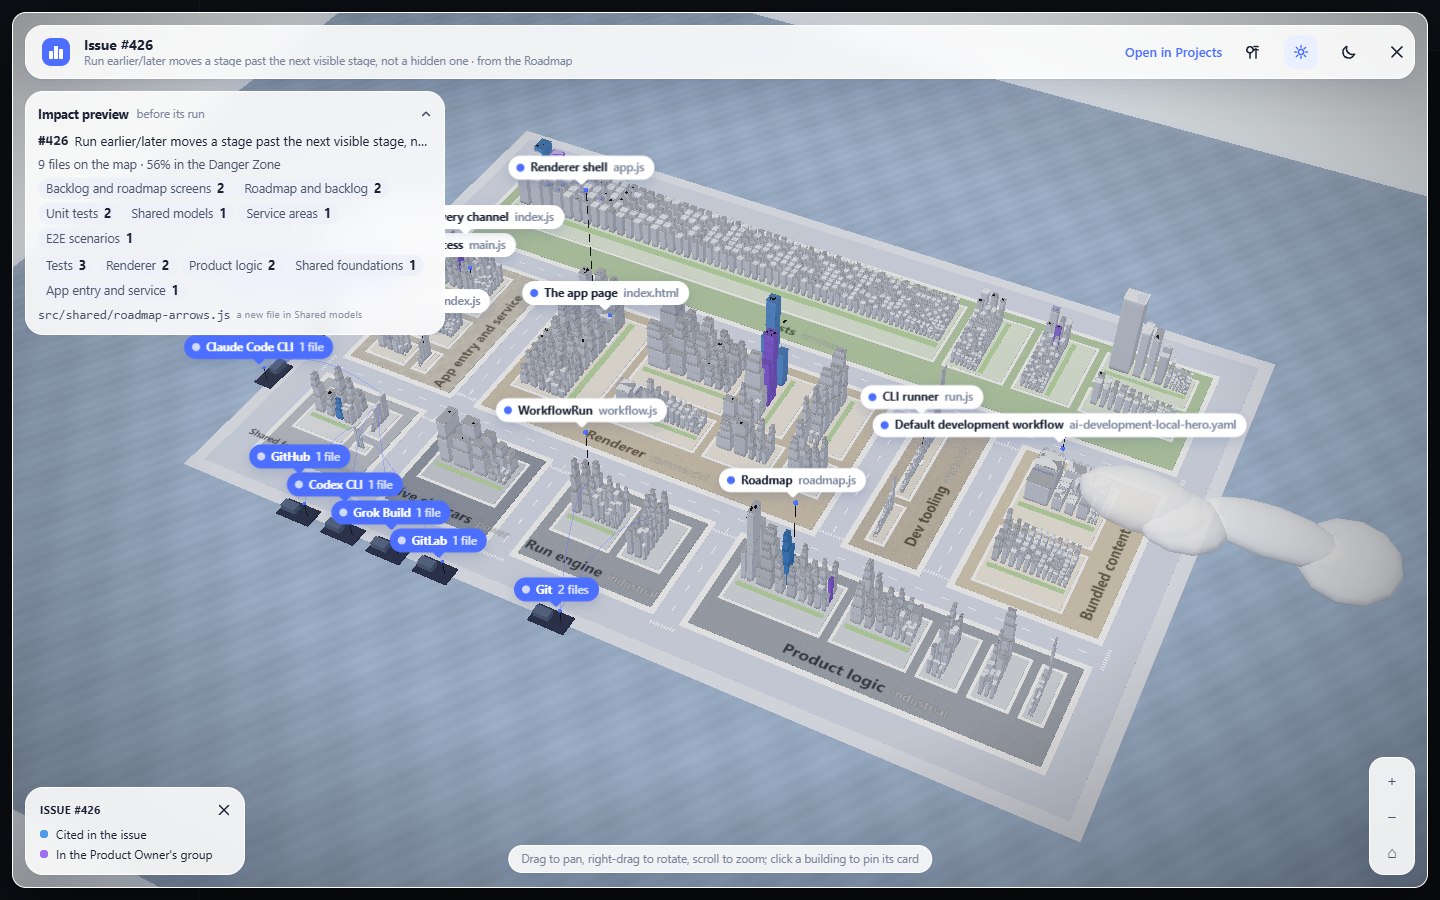 Issue #426
Run earlier/later moves a stage past the next visible stage, not a hidden one · from the Roadmap
Open in Projects
Impact preview before its run
#426 Run earlier/later moves a stage past the next visible stage, n...
9 files on the map · 56% in the Danger Zone
Backlog and roadmap screens 2 Roadmap and backlog 2
Unit tests 2 Shared models 1 Service areas 1
E2E scenarios 1
Tests 3 Renderer 2 Product logic 2 Shared foundations 1
App entry and service 1
src/shared/roadmap-arrows.js a new file in Shared models
Renderer shell app.js
very channel index.js
cess main.js
ndex.js
The app page index.html
Claude Code CLI 1 file
App entry and service
WorkflowRun workflow.js
CLI runner run.js
Default development workflow ai-development-local-hero.yaml
Renderer
GitHub 1 file
Codex CLI 1 file
Grok Build 1 file
GitLab 1 file
Roadmap roadmap.js
Dev tooling
Run engine industrial
Bundled content
Git 2 files
Product logic industrial
ISSUE #426
Cited in the issue
In the Product Owner's group
Drag to pan, right-drag to rotate, scroll to zoom; click a building to pin its card